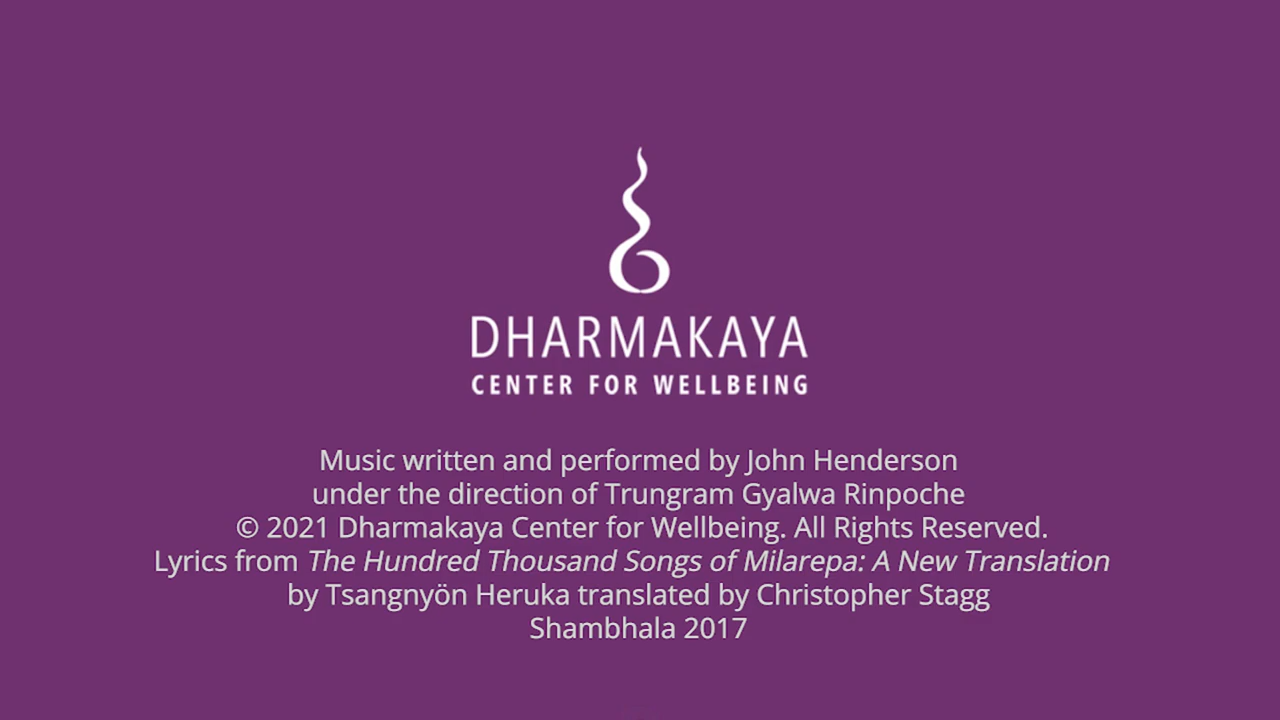 DHARMAKAYA
CENTER FOR WELLBEING
Music written and performed by John Henderson
under the direction of Trungram Gyalwa Rinpoche
© 2021 Dharmakaya Center for Wellbeing. All Rights Reserved.
Lyrics from The Hundred Thousand Songs of Milarepa: A New Translation
by Tsangnyön Heruka translated by Christopher Stagg
Shambhala 2017